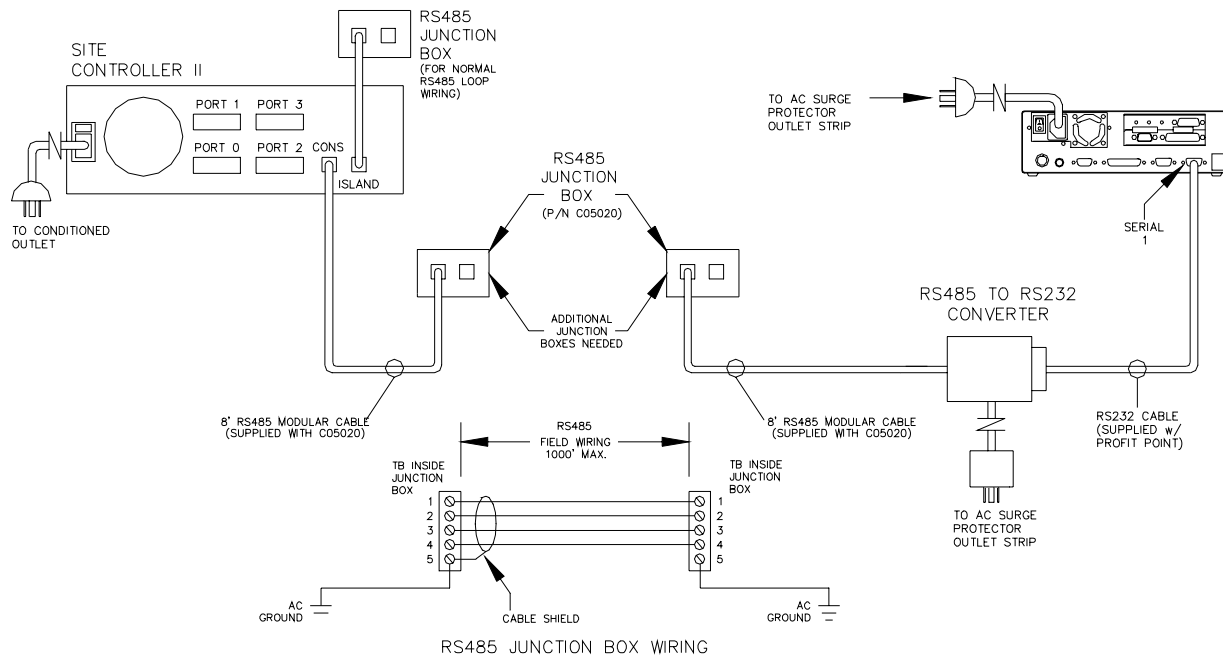 RS485
JUNCTION
BOX
(FOR NORMAL
RS485 LOOP
WIRING)
SITE
CONTROLLER II
PORT 1
PORT 3
PORT 0
PORT 2
CONS
ISLAND
TO CONDITIONED
OUTLET
RS485
JUNCTION
BOX
(P/N C05020)
ADDITIONAL
JUNCTION
BOXES NEEDED
TO AC SURGE
PROTECTOR
OUTLET STRIP
SERIAL
1
RS485 TO RS232
CONVERTER
8' RS485 MODULAR CABLE
(SUPPLIED WITH C05020)
8' RS485 MODULAR CABLE
(SUPPLIED WITH C05020)
RS232 CABLE
(SUPPLIED w/
PROFIT POINT)
TO AC SURGE
PROTECTOR
OUTLET STRIP
RS485
FIELD WIRING
1000' MAX.
TB INSIDE
JUNCTION
BOX
1
2
3
4
5
TB INSIDE
JUNCTION
BOX
1
2
3
4
5
AC
GROUND
CABLE SHIELD
AC
GROUND
RS485 JUNCTION BOX WIRING